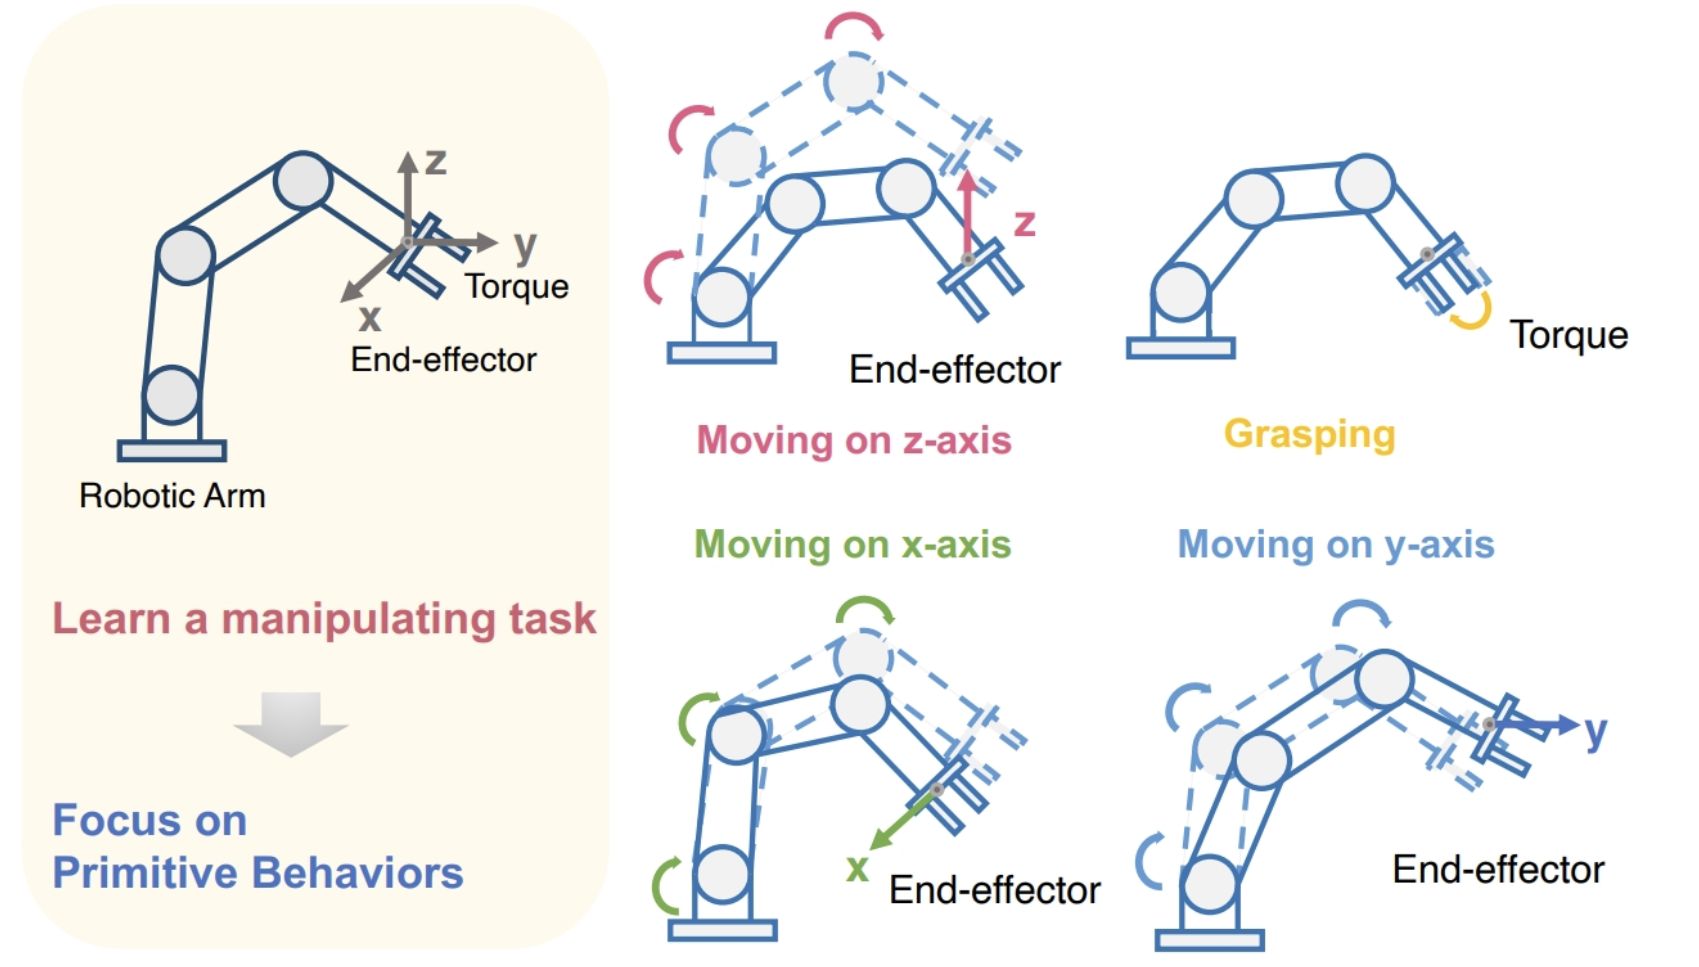 z
y
Torque
x
End-effector
Robotic Arm
Learn a manipulating task
Focus on
Primitive Behaviors
z
End-effector
Moving on z-axis
Torque
Grasping
Moving on x-axis
x
End-effector
Moving on y-axis
y
End-effector